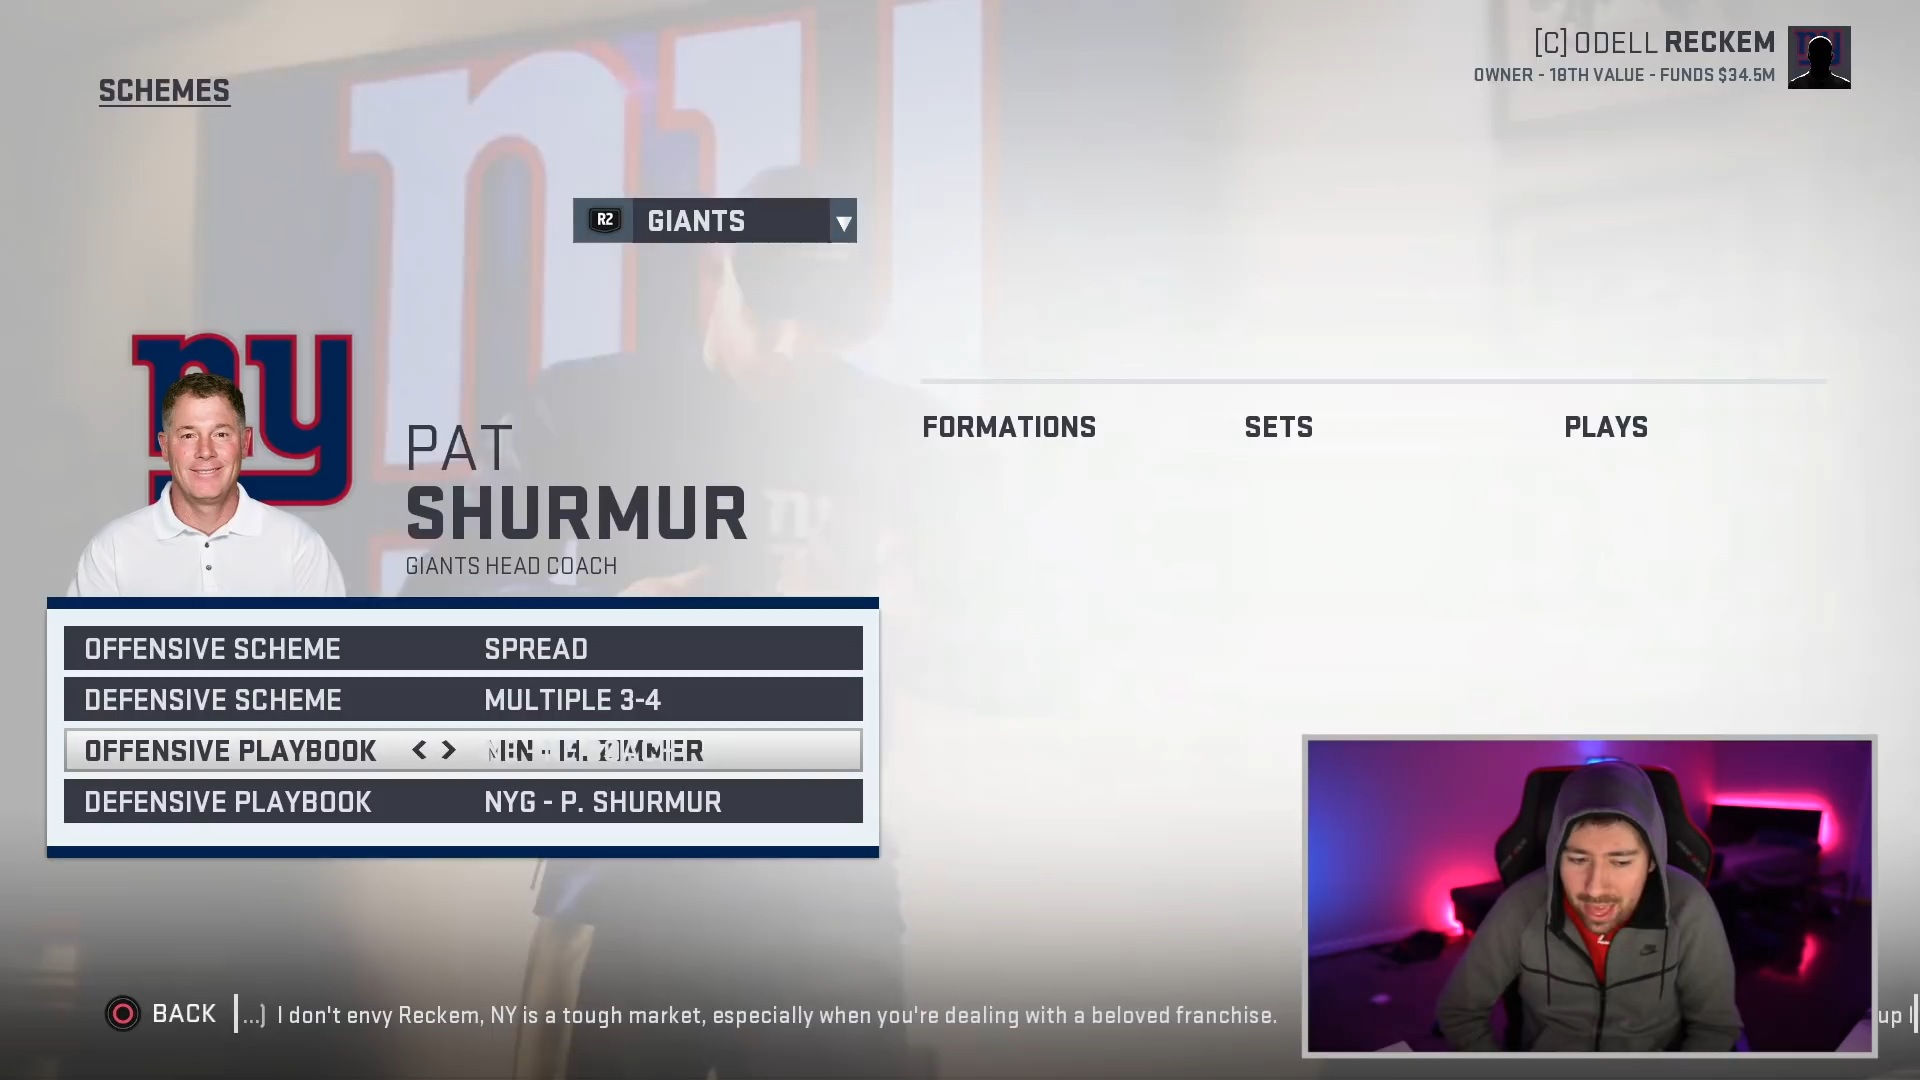 SCHEMES
[C] ODELL RECKEM
OWNER - 18TH VALUE - FUNDS $34.5M
R2 GIANTS
ny
PAT
SHURMUR
GIANTS HEAD COACH
FORMATIONS SETS PLAYS
OFFENSIVE SCHEME SPREAD
DEFENSIVE SCHEME MULTIPLE 3-4
OFFENSIVE PLAYBOOK < >
DEFENSIVE PLAYBOOK NYG - P. SHURMUR
BACK ...) I don't envy Reckem, NY is a tough market, especially when you're dealing with a beloved franchise. up